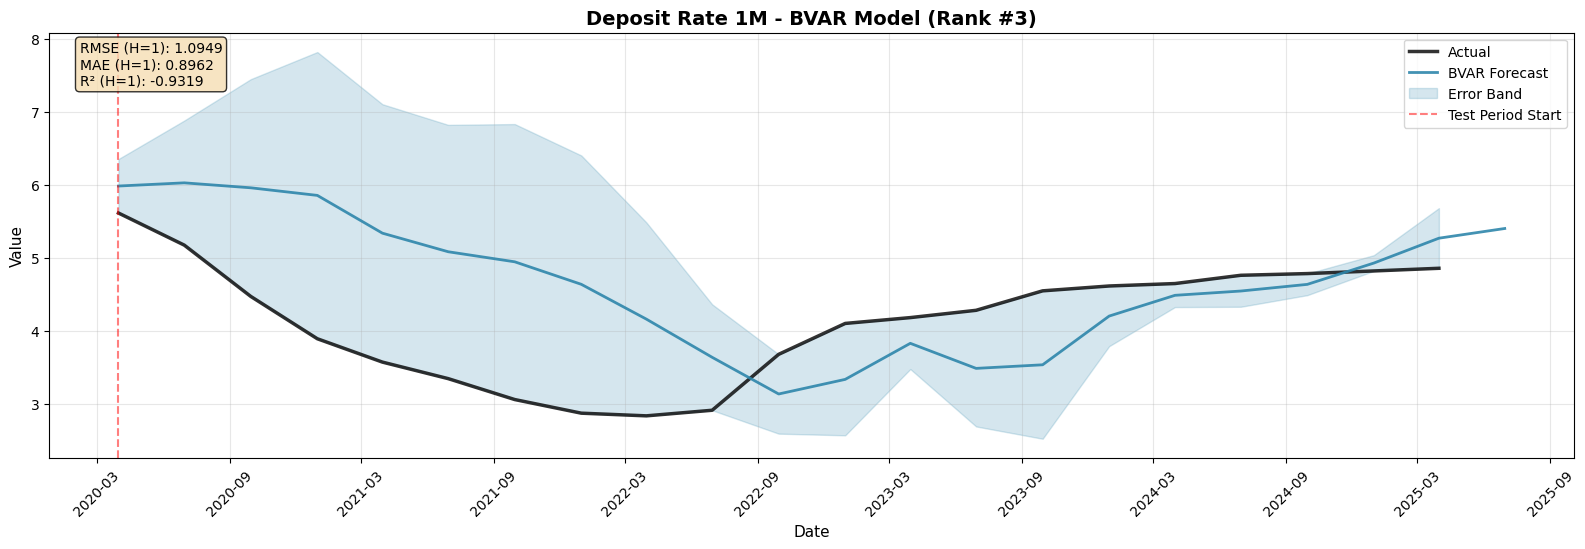 Deposit Rate 1M - BVAR Model (Rank #3)
RMSE (H=1): 1.0949
MAE (H=1): 0.8962
R² (H=1): -0.9319
Actual
BVAR Forecast
Error Band
Test Period Start
Value
8
7
6
5
4
3
2020-03
2020-09
2021-03
2021-09
2022-03
2022-09
2023-03
2023-09
2024-03
2024-09
2025-03
2025-09
Date